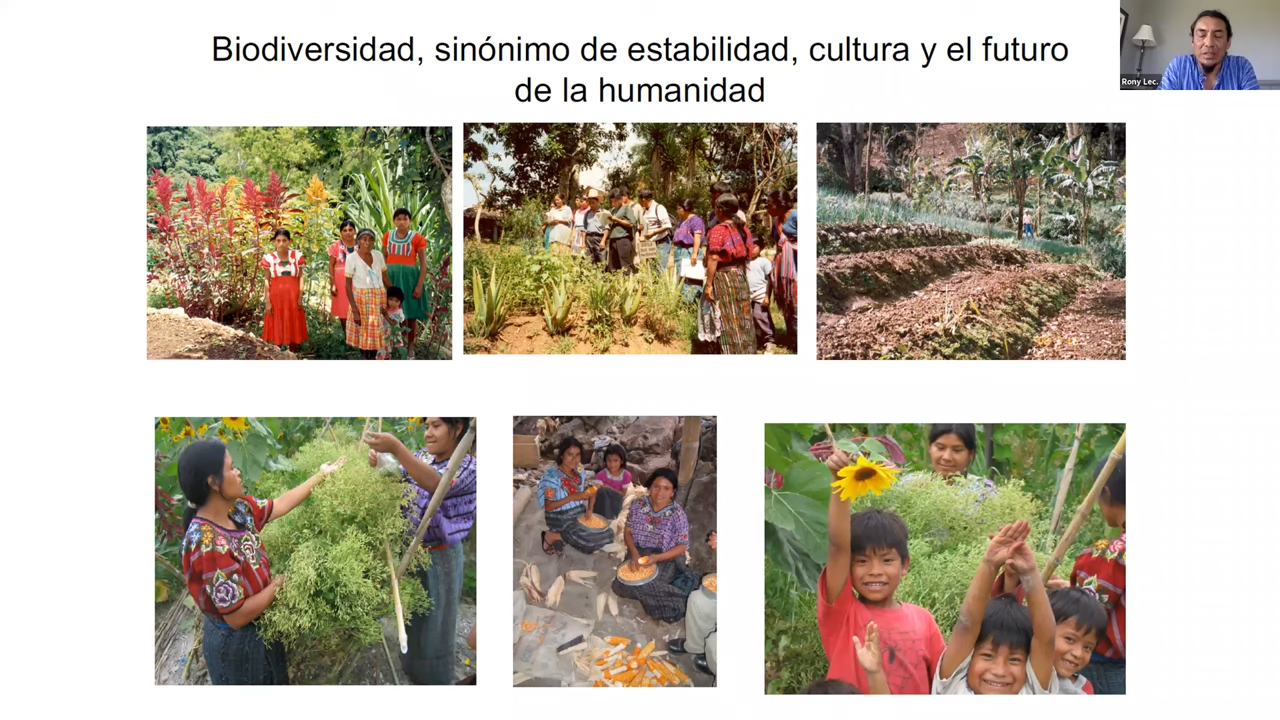 Biodiversidad, sinónimo de estabilidad, cultura y el futuro
de la humanidad
Rony Lec.